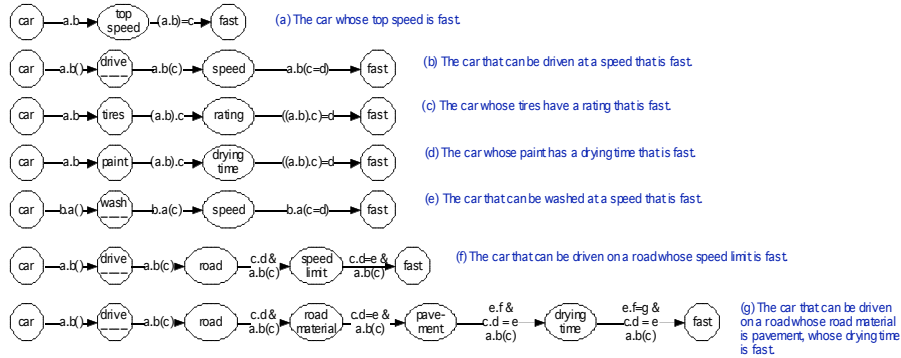 car a.b top speed (a.b)=c fast (a) The car whose top speed is fast.
car a.b() drive ___ a.b(c) speed a.b(c=d) fast (b) The car that can be driven at a speed that is fast.
car a.b tires (a.b).c rating ((a.b).c)=d fast (c) The car whose tires have a rating that is fast.
car a.b paint (a.b).c drying time ((a.b).c)=d fast (d) The car whose paint has a drying time that is fast.
car b.a() wash ___ b.a(c) speed b.a(c=d) fast (e) The car that can be washed at a speed that is fast.
car a.b() drive ___ a.b(c) road c.d & a.b(c) speed limit c.d=e & a.b(c) fast (f) The car that can be driven on a road whose speed limit is fast.
car a.b() drive ___ a.b(c) road c.d & a.b(c) road material c.d=e & a.b(c) pave-ment e.f & c.d = e a.b(c) drying time e.f=g & c.d = e a.b(c) fast (g) The car that can be driven
on a road whose road material
is pavement, whose drying time
is fast.